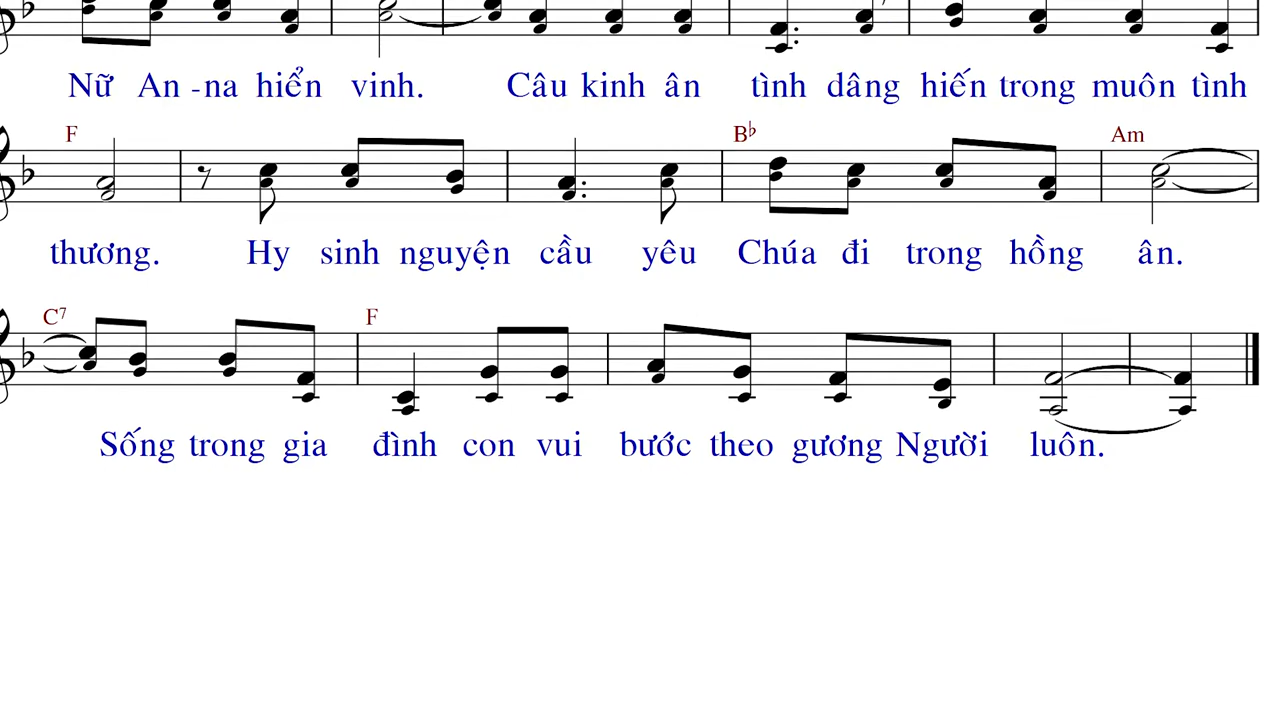 Nữ An -na hiển vinh. Câu kinh ân tình dâng hiến trong muôn tình
F B♭ Am
thương. Hy sinh nguyện cầu yêu Chúa đi trong hồng ân.
C7 F
Sống trong gia đình con vui bước theo gương Người luôn.